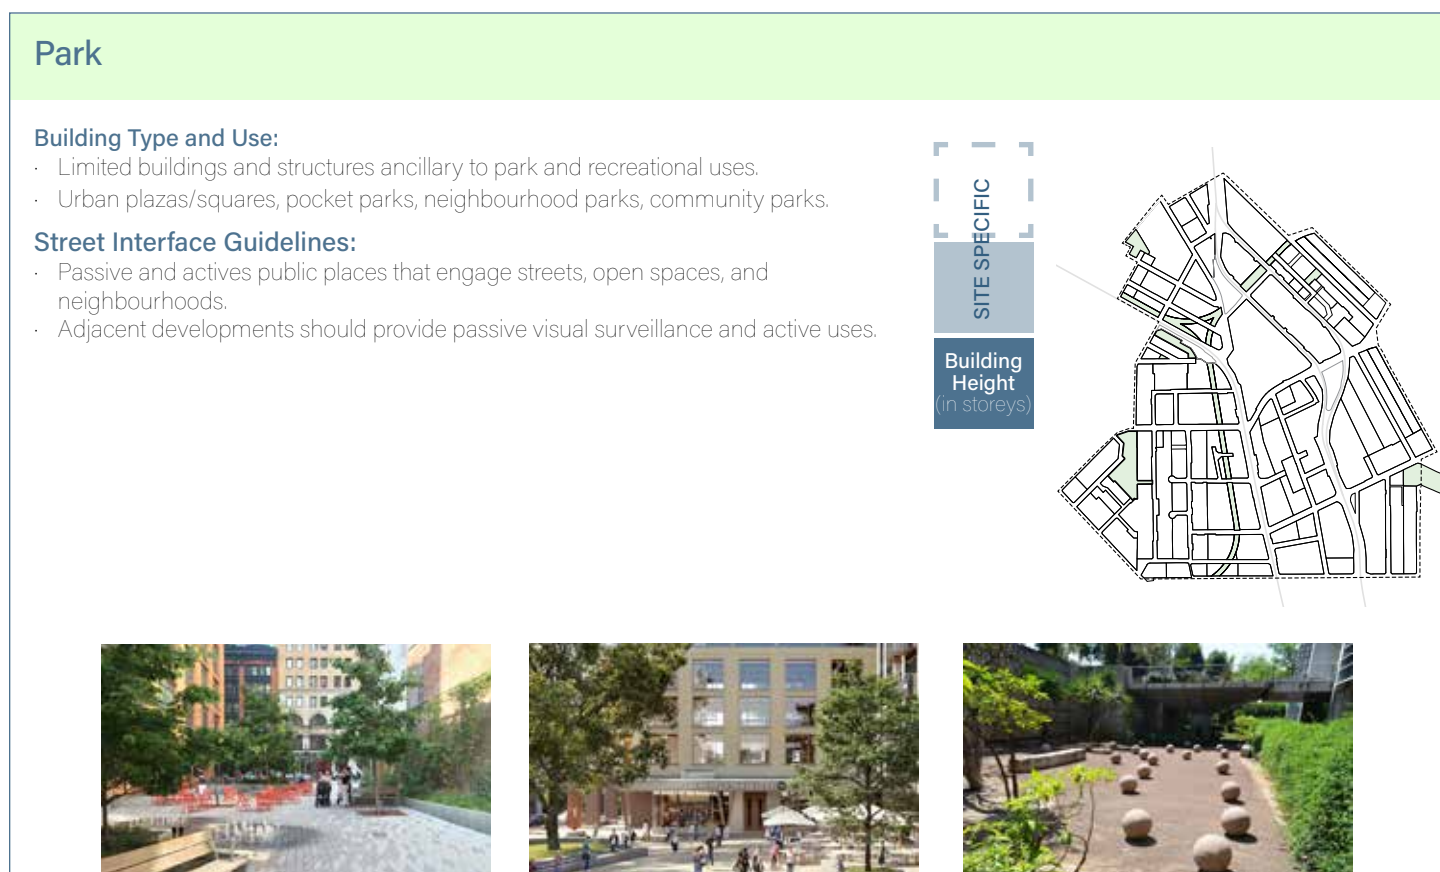 Park
Building Type and Use:
· Limited buildings and structures ancillary to park and recreational uses.
· Urban plazas/squares, pocket parks, neighbourhood parks, community parks.
Street Interface Guidelines:
· Passive and actives public places that engage streets, open spaces, and
neighbourhoods.
· Adjacent developments should provide passive visual surveillance and active uses.
SITE SPECIFIC
Building
Height
(in storeys)